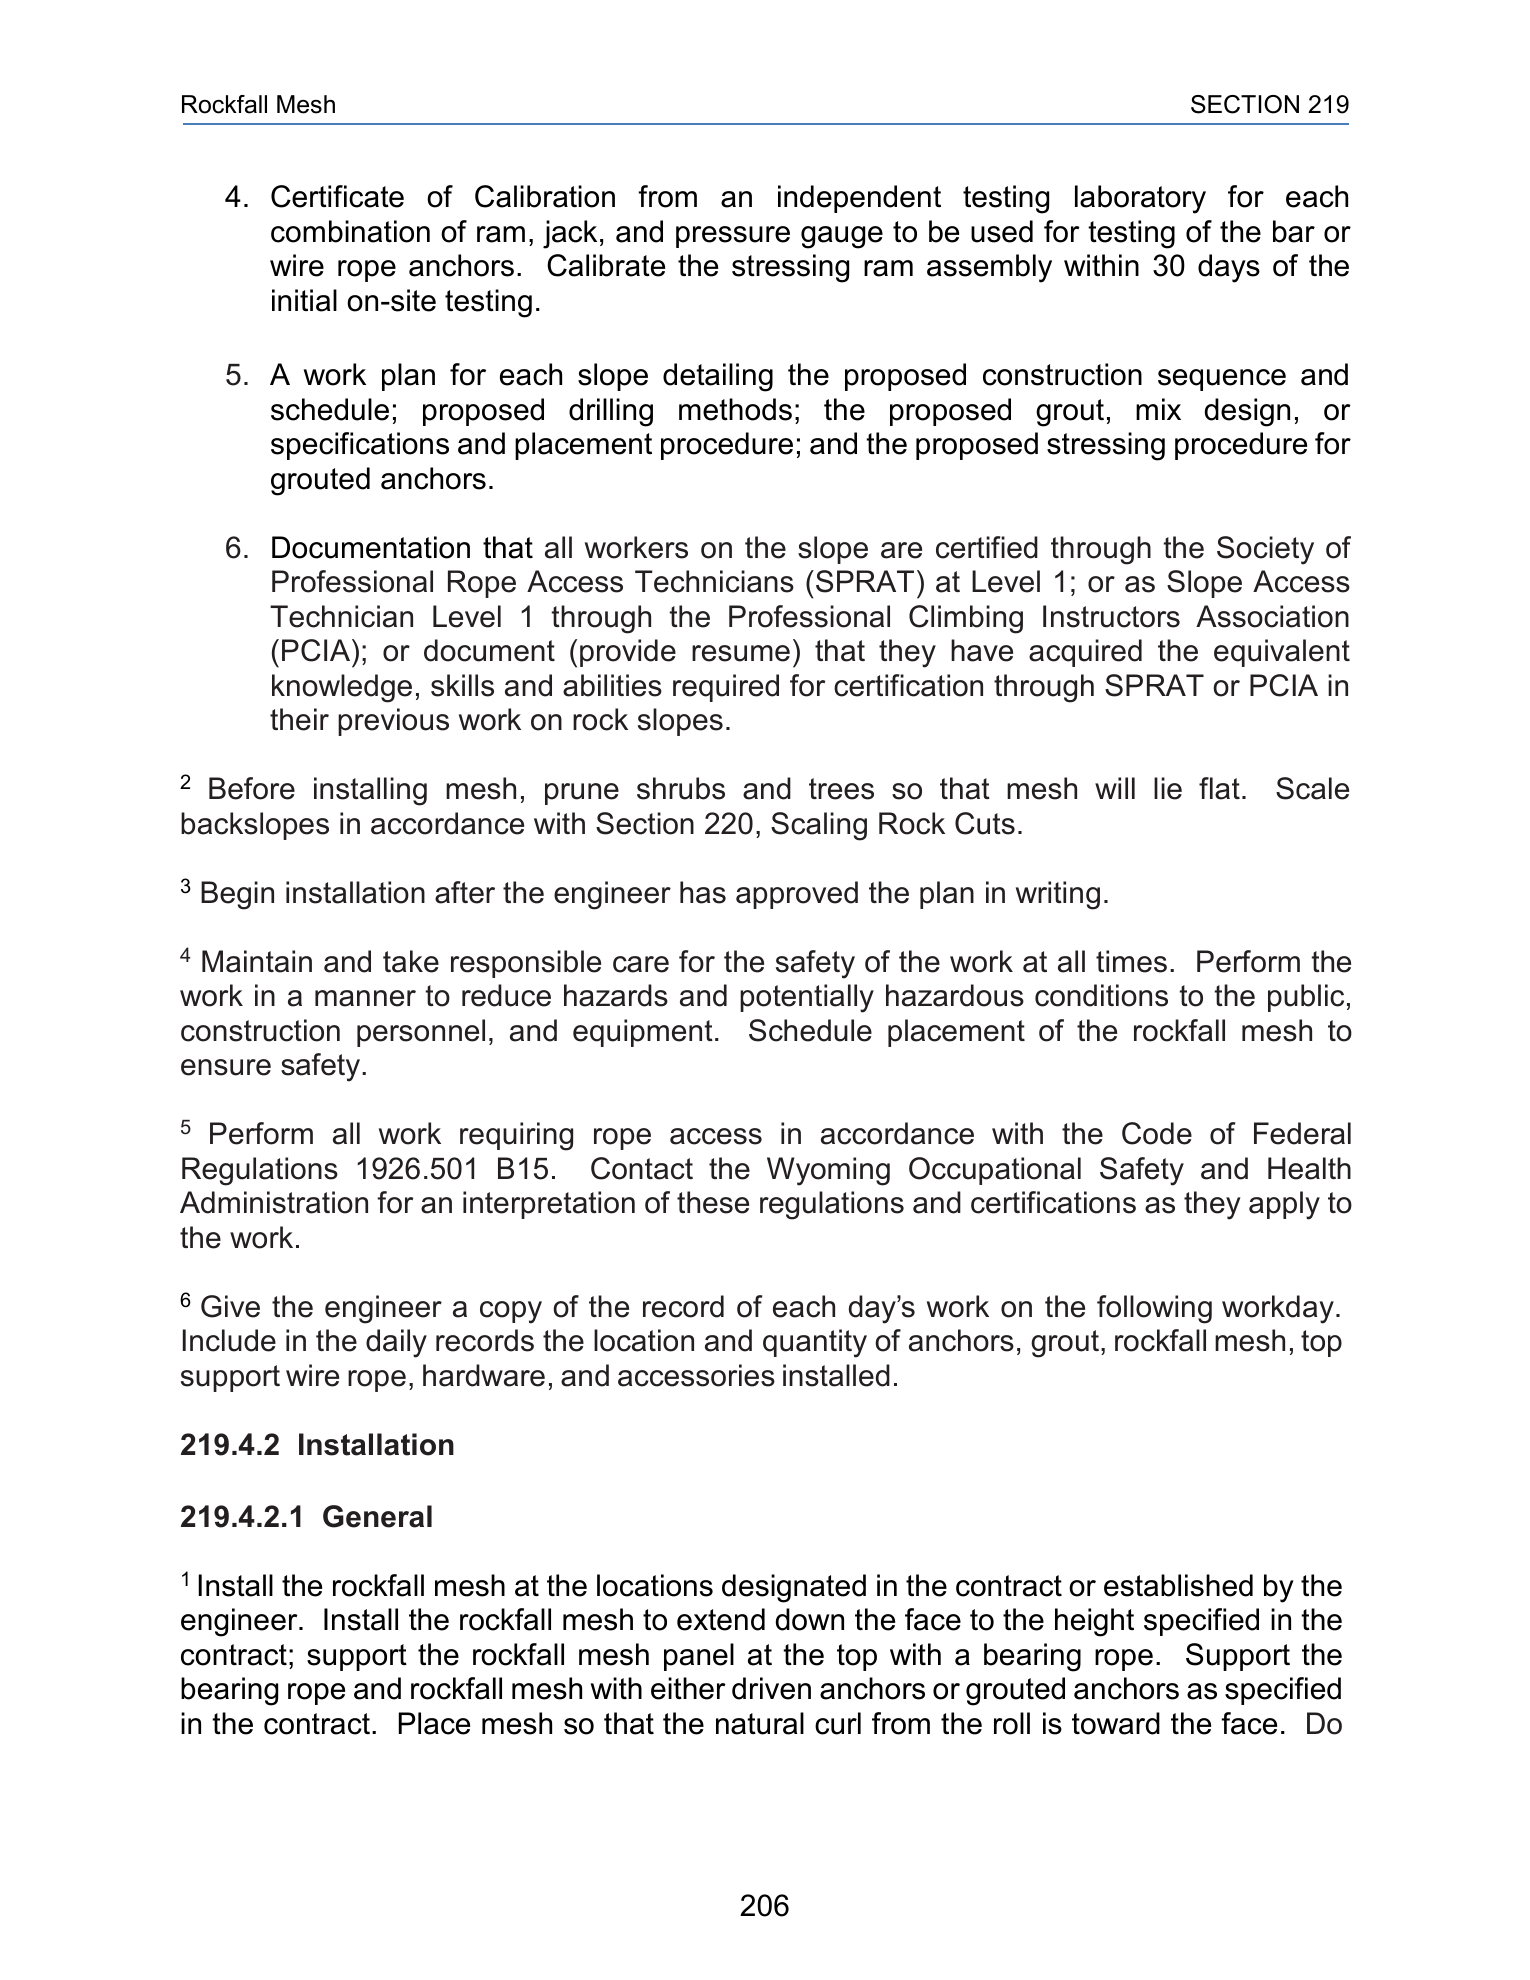 Rockfall Mesh SECTION 219
4. Certificate of Calibration from an independent testing laboratory for each
combination of ram, jack, and pressure gauge to be used for testing of the bar or
wire rope anchors. Calibrate the stressing ram assembly within 30 days of the
initial on-site testing.
5. A work plan for each slope detailing the proposed construction sequence and
schedule; proposed drilling methods; the proposed grout, mix design, or
specifications and placement procedure; and the proposed stressing procedure for
grouted anchors.
6. Documentation that all workers on the slope are certified through the Society of
Professional Rope Access Technicians (SPRAT) at Level 1; or as Slope Access
Technician Level 1 through the Professional Climbing Instructors Association
(PCIA); or document (provide resume) that they have acquired the equivalent
knowledge, skills and abilities required for certification through SPRAT or PCIA in
their previous work on rock slopes.
2 Before installing mesh, prune shrubs and trees so that mesh will lie flat. Scale
backslopes in accordance with Section 220, Scaling Rock Cuts.
3 Begin installation after the engineer has approved the plan in writing.
4 Maintain and take responsible care for the safety of the work at all times. Perform the
work in a manner to reduce hazards and potentially hazardous conditions to the public,
construction personnel, and equipment. Schedule placement of the rockfall mesh to
ensure safety.
5 Perform all work requiring rope access in accordance with the Code of Federal
Regulations 1926.501 B15. Contact the Wyoming Occupational Safety and Health
Administration for an interpretation of these regulations and certifications as they apply to
the work.
6 Give the engineer a copy of the record of each day’s work on the following workday.
Include in the daily records the location and quantity of anchors, grout, rockfall mesh, top
support wire rope, hardware, and accessories installed.
219.4.2 Installation
219.4.2.1 General
1 Install the rockfall mesh at the locations designated in the contract or established by the
engineer. Install the rockfall mesh to extend down the face to the height specified in the
contract; support the rockfall mesh panel at the top with a bearing rope. Support the
bearing rope and rockfall mesh with either driven anchors or grouted anchors as specified
in the contract. Place mesh so that the natural curl from the roll is toward the face. Do
206